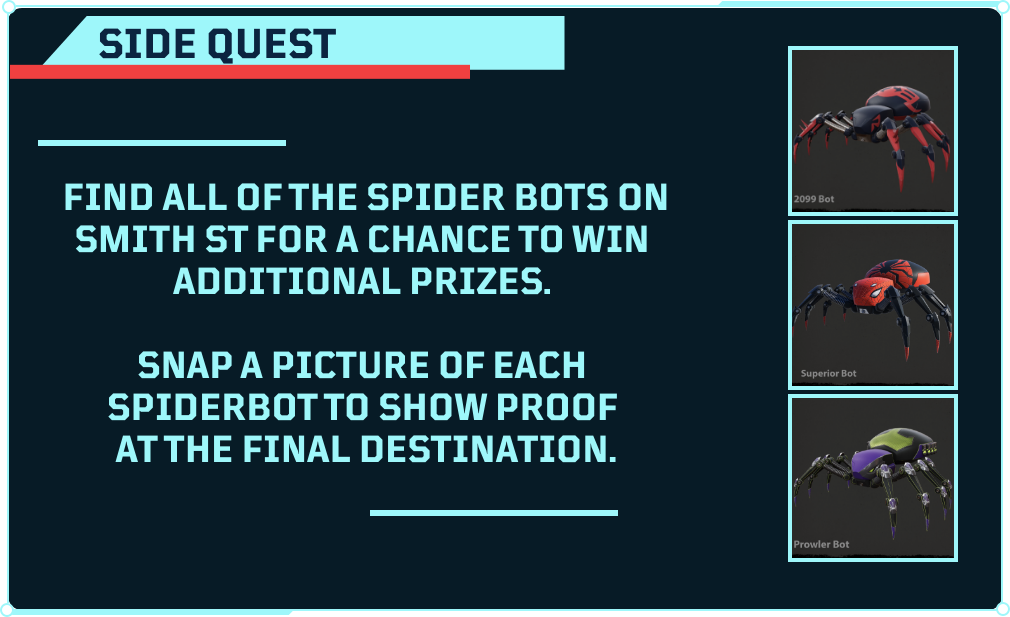 SIDE QUEST
FIND ALL OF THE SPIDER BOTS ON
SMITH ST FOR A CHANCE TO WIN
ADDITIONAL PRIZES.
SNAP A PICTURE OF EACH
SPIDERBOT TO SHOW PROOF
AT THE FINAL DESTINATION.
2099 Bot
Superior Bot
Prowler Bot